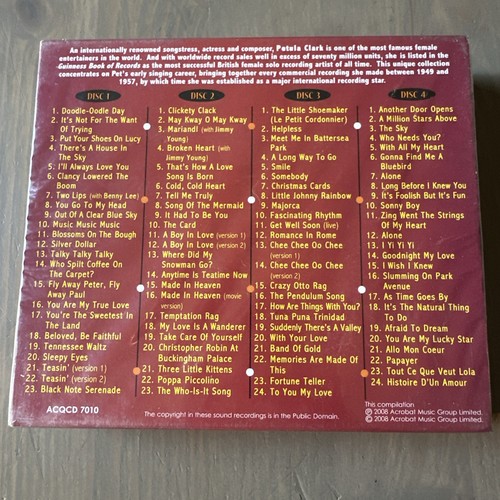 An internationally renowned songstress, actress and composer, Petula Clark is one of the most famous female
entertainers in the world. And with worldwide record sales well in excess of seventy million units, she is listed in the
Guinness Book of Records as the most successful British female solo recording artist of all time. This unique collection
concentrates on Pet's early singing career, bringing together every commercial recording she made between 1949 and
1957, by which time she was established as a major international recording star.
DISC 1
1. Doodle-Oodle Day
2. It's Not For The Want
Of Trying
3. Put Your Shoes on Lucy
4. There's A House In
The Sky
5. I'll Always Love You
6. Clancy Lowered The
Boom
7. Two Lips (with Benny Lee)
8. You Go To My Head
9. Out Of A Clear Blue Sky
10. Music Music Music
11. Blossoms On The Bough
12. Silver Dollar
13. Talky Talky Talky
14. Who Spilt Coffee On
The Carpet?
15. Fly Away Peter, Fly
Away Paul
16. You Are My True Love
17. You're The Sweetest In
The Land
18. Beloved, Be Faithful
19. Tennessee Waltz
20. Sleepy Eyes
21. Teasin' (version 1)
22. Teasin' (version 2)
23. Black Note Serenade
DISC 2
1. Clickety Clack
2. May Kway O May Kway
3. Mariandl (with Jimmy
Young)
4. Broken Heart (with
Jimmy Young)
5. That's How A Love
Song Is Born
6. Cold, Cold Heart
7. Tell Me Truly
8. Song Of The Mermaid
9. It Had To Be You
10. The Card
11. A Boy In Love (version 1)
12. A Boy In Love (version 2)
13. Where Did My
Snowman Go?
14. Anytime Is Teatime Now
15. Made In Heaven
16. Made In Heaven (movie
version)
17. Temptation Rag
18. My Love Is A Wanderer
19. Take Care Of Yourself
20. Christopher Robin At
Buckingham Palace
21. Three Little Kittens
22. Poppa Piccolino
23. The Who-Is-It Song
DISC 3
1. The Little Shoemaker
(Le Petit Cordonnier)
2. Helpless
3. Meet Me In Battersea
Park
4. A Long Way To Go
5. Smile
6. Somebody
7. Christmas Cards
8. Little Johnny Rainbow
9. Majorca
10. Fascinating Rhythm
11. Get Well Soon (live)
12. Romance In Rome
13. Chee Chee Oo Chee
(version 1)
14. Chee Chee Oo Chee
(version 2)
15. Crazy Otto Rag
16. The Pendulum Song
17. How Are Things With You?
18. Tuna Puna Trinidad
19. Suddenly There's A Valley
20. With Your Love
21. Band Of Gold
22. Memories Are Made Of
This
23. Fortune Teller
24. To You My Love
DISC 4
1. Another Door Opens
2. A Million Stars Above
3. The Sky
4. Who Needs You?
5. With All My Heart
6. Gonna Find Me A
Bluebird
7. Alone
8. Long Before I Knew You
9. It's Foolish But It's Fun
10. Sonny Boy
11. Zing Went The Strings
Of My Heart
12. Alone
13. I Yi Yi Yi
14. Goodnight My Love
15. I Wish I Knew
16. Slumming On Park
Avenue
17. As Time Goes By
18. It's The Natural Thing
To Do
19. Afraid To Dream
20. You Are My Lucky Star
21. Allo Mon Coeur
22. Papayer
23. Tout Ce Que Veut Lola
24. Histoire D'Un Amour
ACQCD 7010
The copyright in these sound recordings is in the Public Domain.
This compilation
Ⓟ 2008 Acrobat Music Group Limited.
© 2008 Acrobat Music Group Limited.